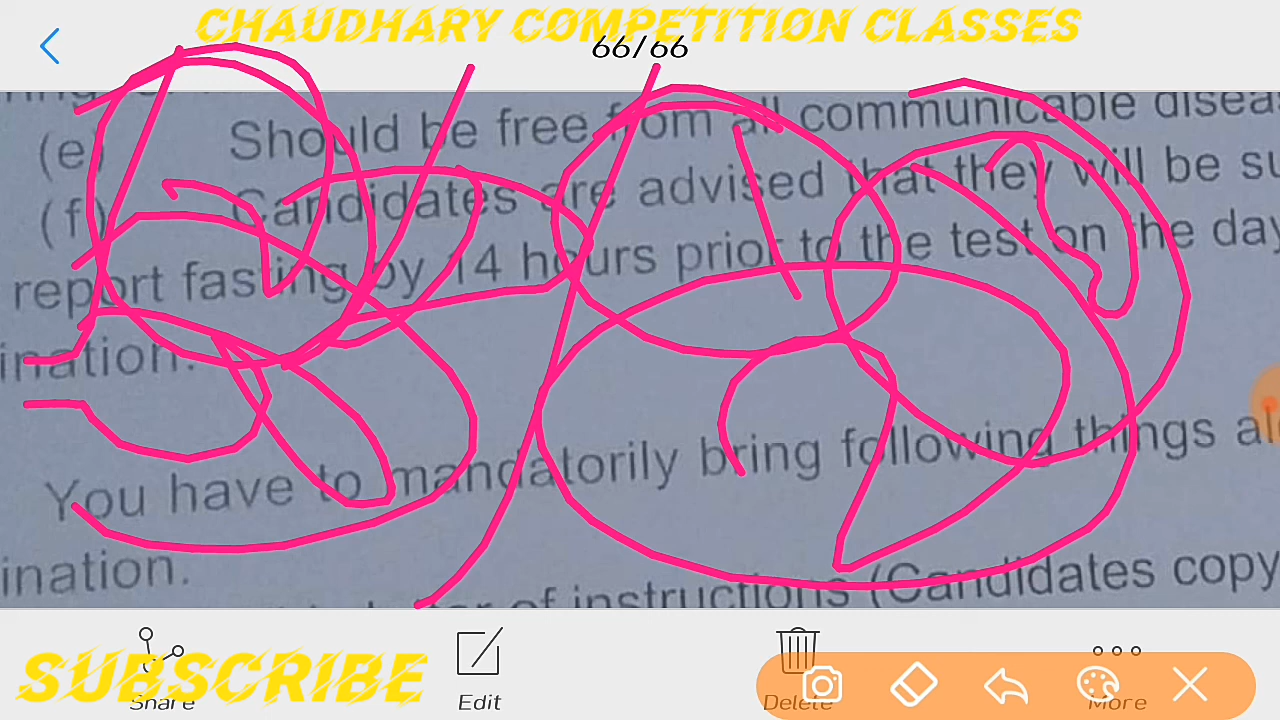 CHAUDHARY COMPETITION CLASSES
66/66
(e) Should be free from all communicable
(f) Candidates are advised that they will be
report fasting by 14 hours prior to the test on the day
ination.
You have to mandatorily bring following things
ination.
of instructions (Candidates copy
SUBSCRIBE
Share
Edit
Delete
More